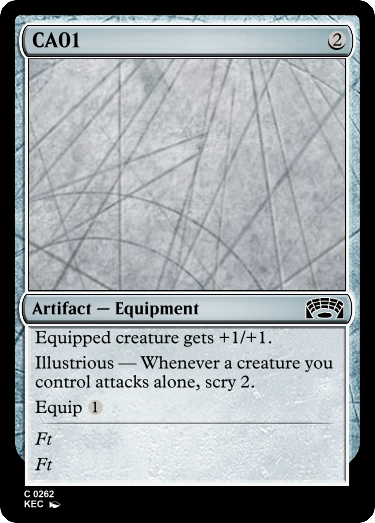 CA01 2
Artifact — Equipment
Equipped creature gets +1/+1.
Illustrious — Whenever a creature you
control attacks alone, scry 2.
Equip 1
Ft
Ft
C 0262
KEC